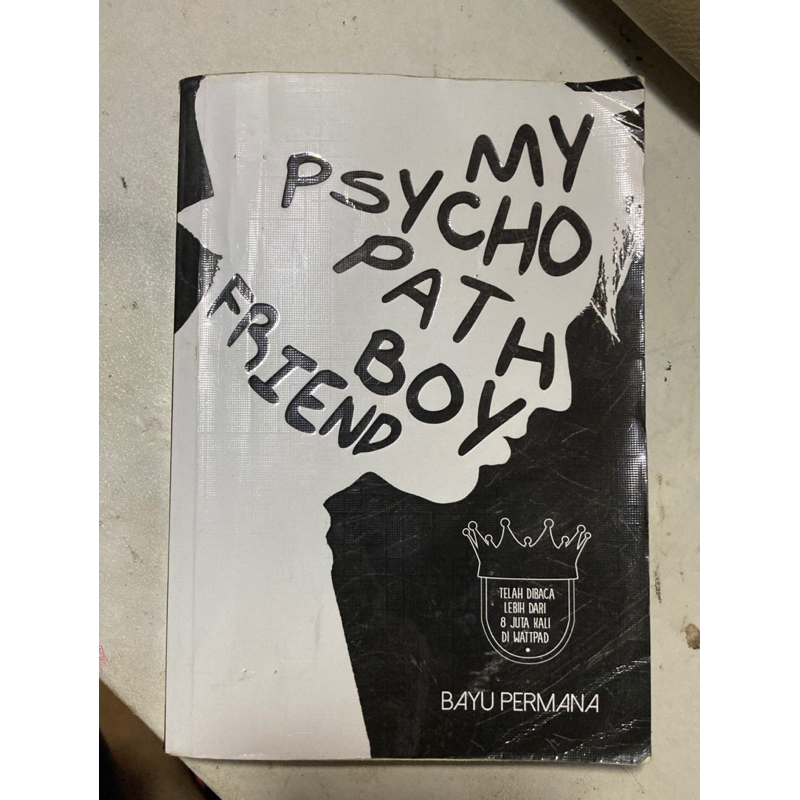 MY
PSYCHO
PATH
BOY
FRIEND
TELAH DIBACA
LEBIH DARI
8 JUTA KALI
DI WATTPAD
BAYU PERMANA